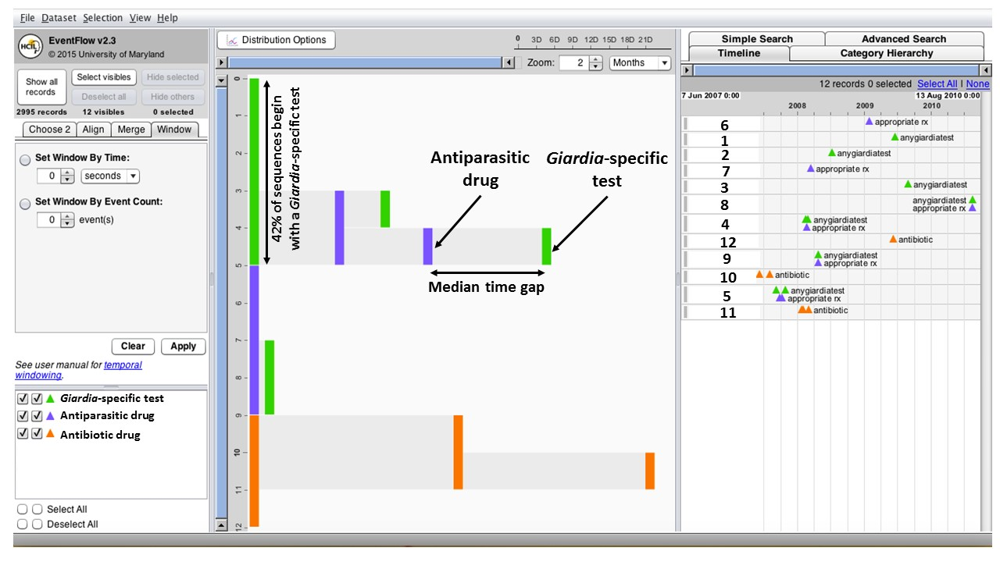 File Dataset Selection View Help
HCIL
EventFlow v2.3
© 2015 University of Maryland
Show all records
Select visibles
Hide selected
Deselect all
Hide others
2995 records 12 visibles 0 selected
Choose 2 Align Merge Window
Set Window By Time:
0 seconds
Set Window By Event Count:
0 event(s)
Clear Apply
See user manual for temporal
windowing.
Giardia-specific test
Antiparasitic drug
Antibiotic drug
Select All
Deselect All
Distribution Options
0 3D 6D 9D 12D 15D 18D 21D
Zoom: 2 Months
0
1
2
3
4
5
6
7
8
9
10
11
12
42% of sequences begin
with a Giardia-specific test
Antiparasitic
drug
Giardia-specific
test
Median time gap
Simple Search Advanced Search
Timeline Category Hierarchy
12 records 0 selected Select All | None
7 Jun 2007 0:00 13 Aug 2010 0:00
2008 2009 2010
6 appropriate rx
1 anygiardiatest
2 anygiardiatest
7 appropriate rx
3 anygiardiatest
8 anygiardiatest
appropriate rx
4 anygiardiatest
appropriate rx
12 antibiotic
9 anygiardiatest
appropriate rx
10 antibiotic
5 anygiardiatest
appropriate rx
11 antibiotic